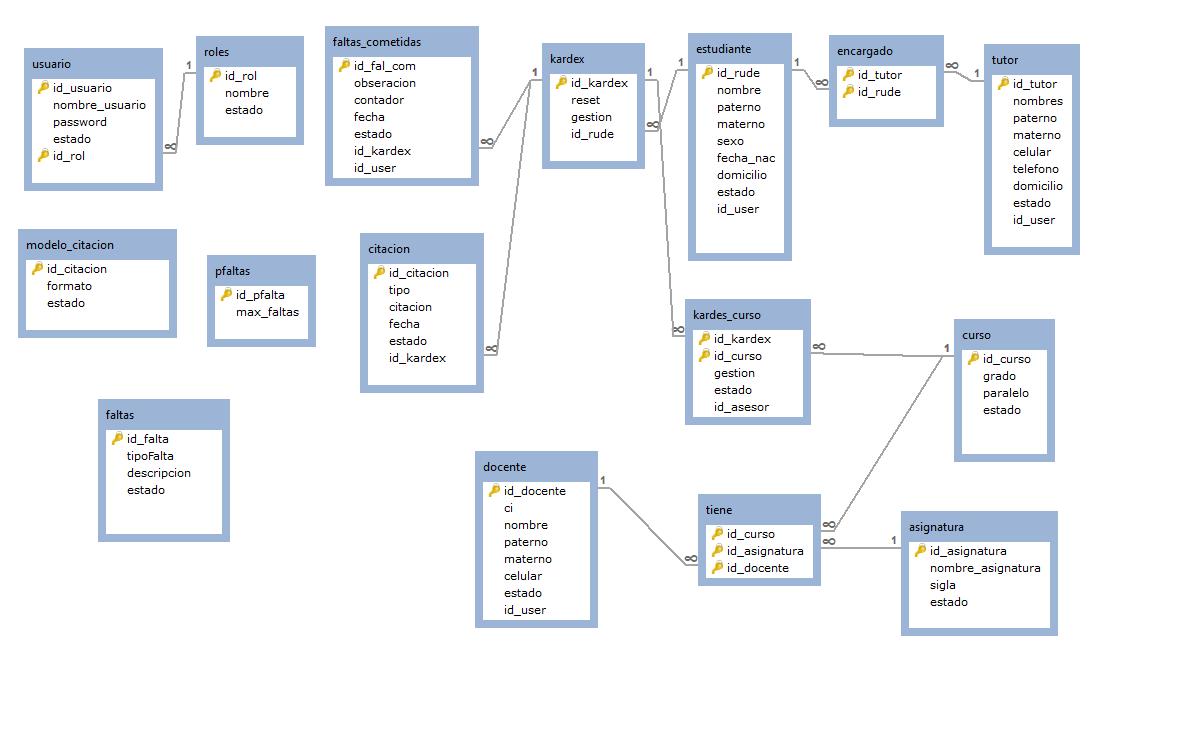 usuario
id_usuario
nombre_usuario
password
estado
id_rol
1
∞
roles
id_rol
nombre
estado
faltas_cometidas
id_fal_com
obseracion
contador
fecha
estado
id_kardex
id_user
∞
1
kardex
id_kardex
reset
gestion
id_rude
1
∞
1
estudiante
id_rude
nombre
paterno
materno
sexo
fecha_nac
domicilio
estado
id_user
1
∞
encargado
id_tutor
id_rude
∞
1
tutor
id_tutor
nombres
paterno
materno
celular
telefono
domicilio
estado
id_user
modelo_citacion
id_citacion
formato
estado
pfaltas
id_pfalta
max_faltas
citacion
id_citacion
tipo
citacion
fecha
estado
id_kardex
∞
∞
kardes_curso
id_kardex
id_curso
gestion
estado
id_asesor
∞
1
curso
id_curso
grado
paralelo
estado
faltas
id_falta
tipoFalta
descripcion
estado
docente
id_docente
ci
nombre
paterno
materno
celular
estado
id_user
1
∞
tiene
id_curso
id_asignatura
id_docente
∞
∞
1
asignatura
id_asignatura
nombre_asignatura
sigla
estado